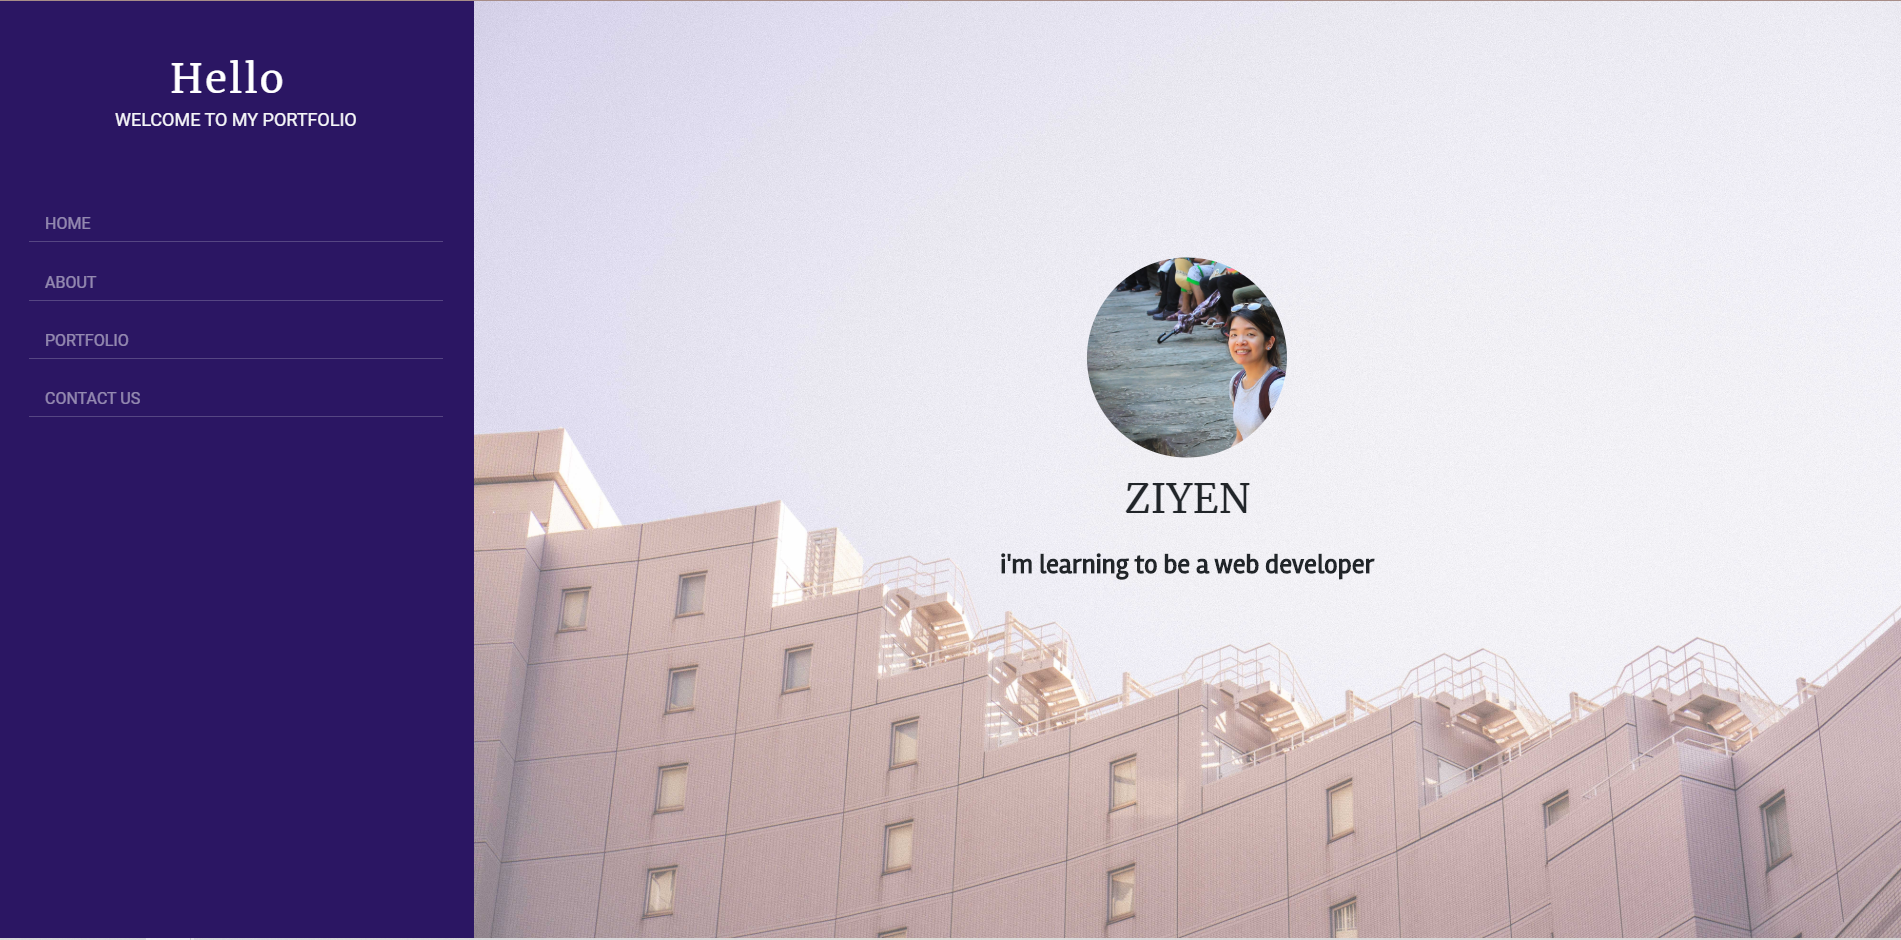 Hello
WELCOME TO MY PORTFOLIO
HOME
ABOUT
PORTFOLIO
CONTACT US
ZIYEN
i'm learning to be a web developer